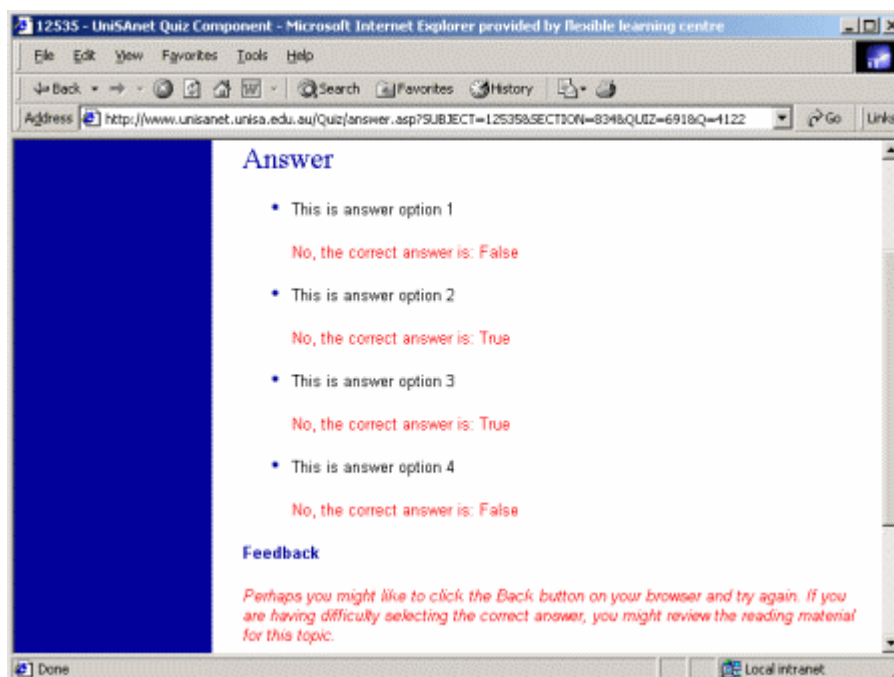 12535 - UniSAnet Quiz Component - Microsoft Internet Explorer provided by flexible learning centre
File Edit View Favorites Tools Help
Back Search Favorites History
Address http://www.unisanet.unisa.edu.au/Quiz/answer.asp?SUBJECT=12535&SECTION=834&QUIZ=691&Q=4122 Go Links
Answer
• This is answer option 1
No, the correct answer is: False
• This is answer option 2
No, the correct answer is: True
• This is answer option 3
No, the correct answer is: True
• This is answer option 4
No, the correct answer is: False
Feedback
Perhaps you might like to click the Back button on your browser and try again. If you
are having difficulty selecting the correct answer, you might review the reading material
for this topic.
Done Local intranet